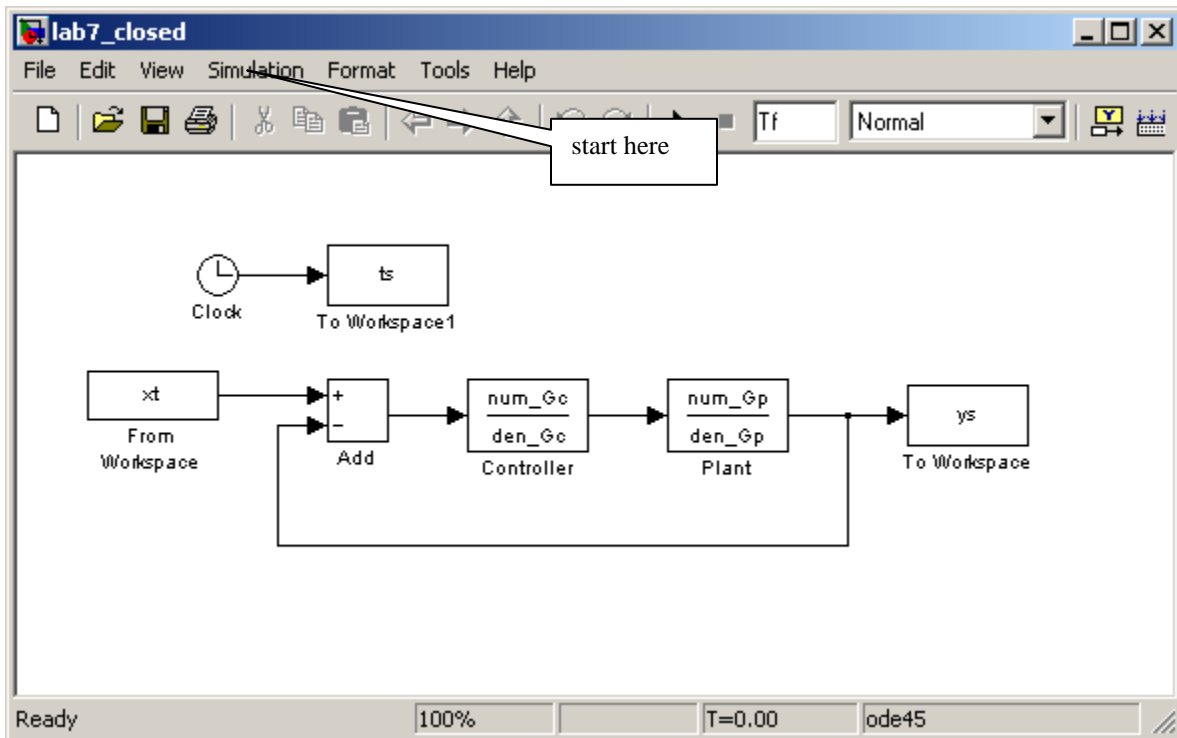 lab7_closed
File Edit View Simulation Format Tools Help
Tf Normal
start here
ts
Clock
To Workspace1
xt
From
Workspace
+
−
Add
num_Gc
den_Gc
Controller
num_Gp
den_Gp
Plant
ys
To Workspace
Ready 100% T=0.00 ode45